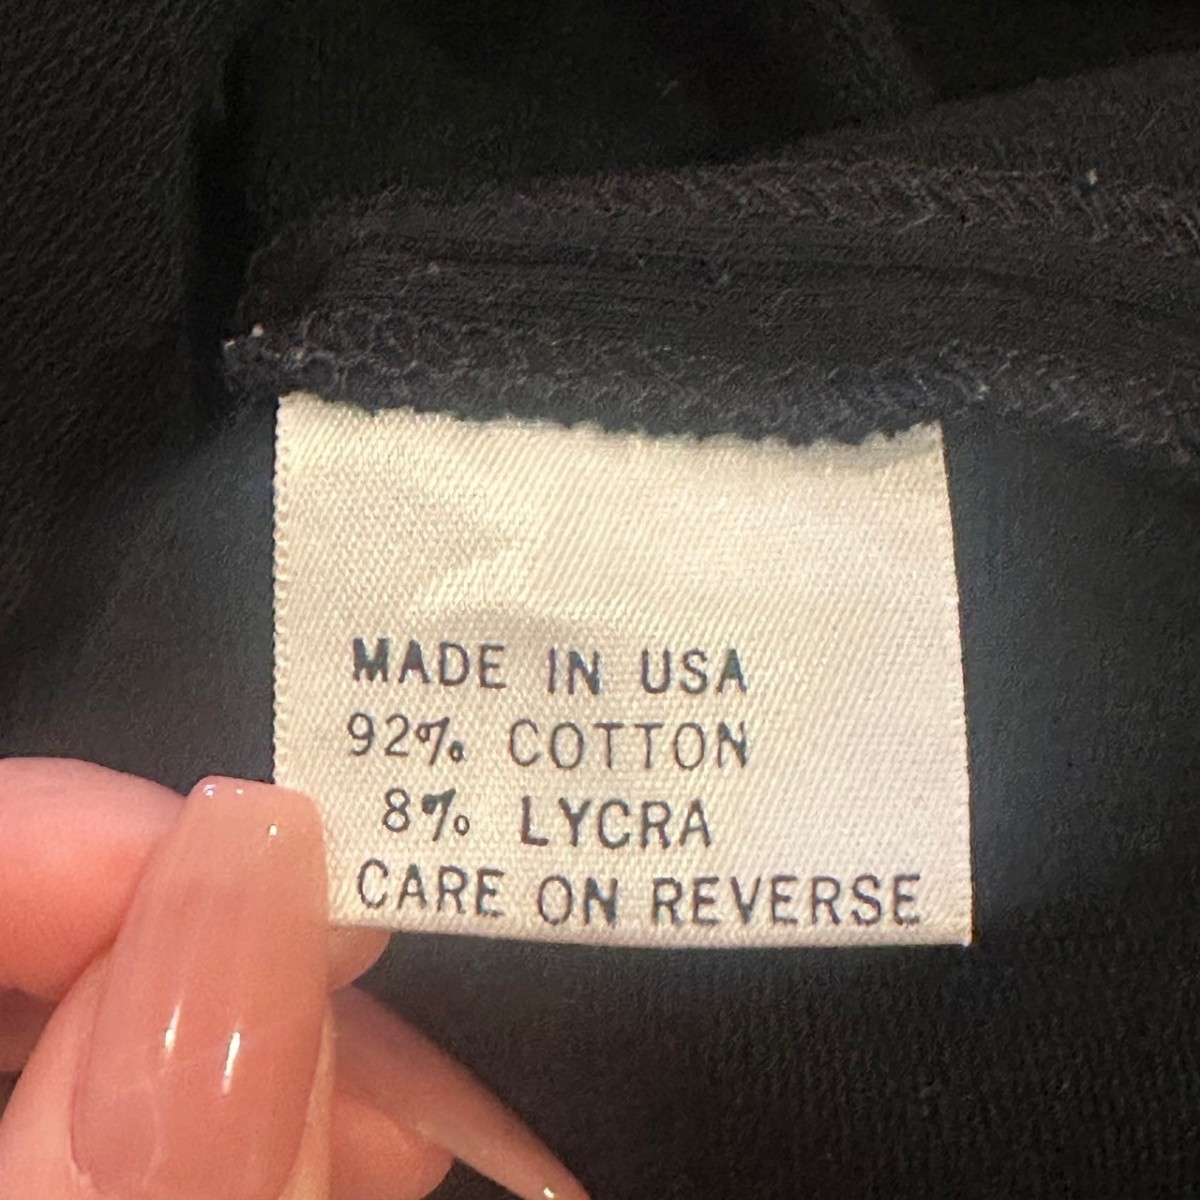 MADE IN USA
92% COTTON
8% LYCRA
CARE ON REVERSE